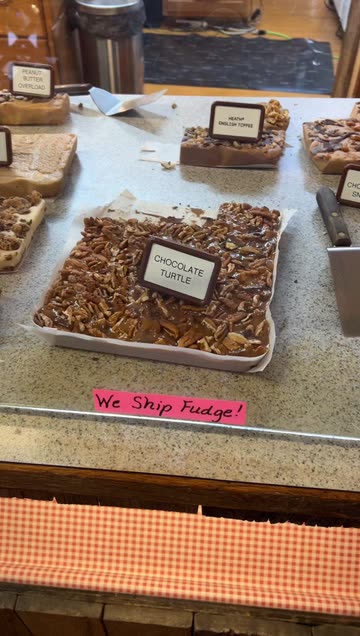 PEANUT
BUTTER
OVERLOAD
HEATH®
ENGLISH TOFFEE
CHOCOLATE
TURTLE
We Ship Fudge!